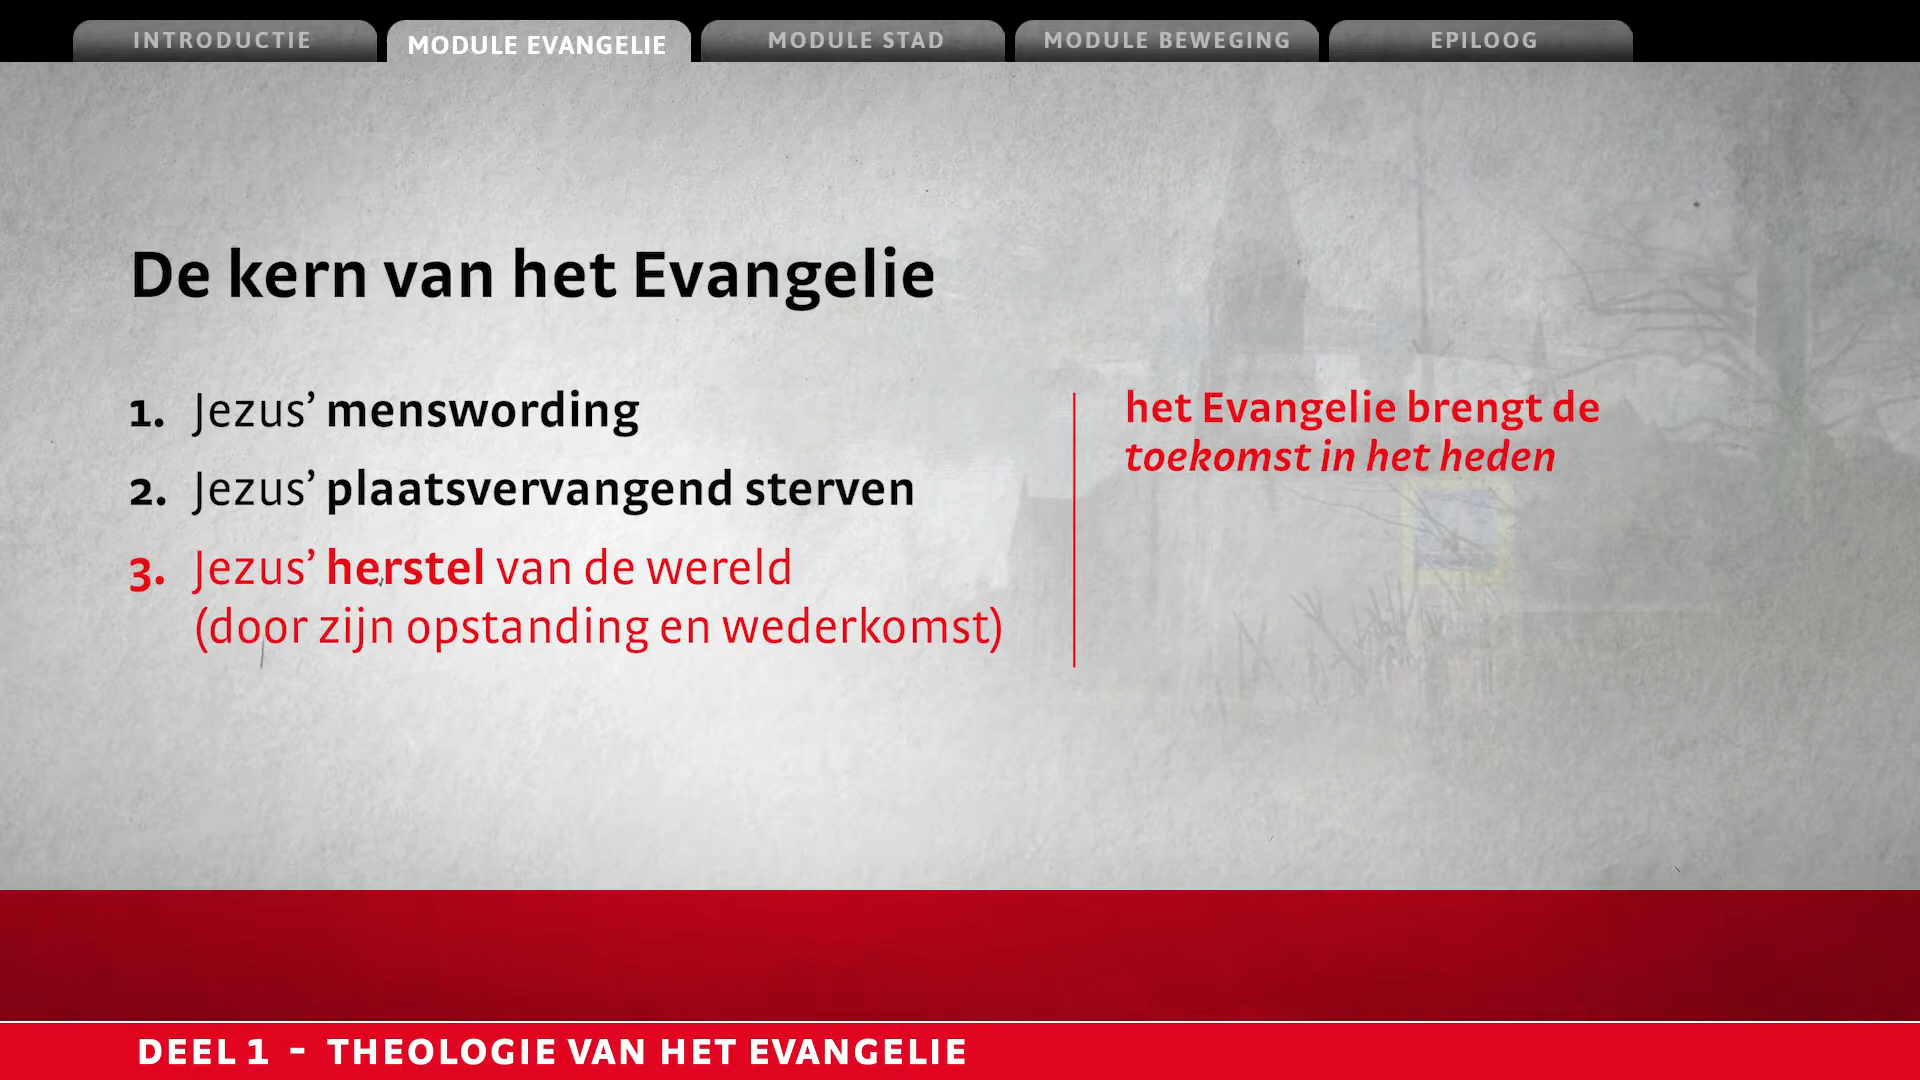 INTRODUCTIE
MODULE EVANGELIE
MODULE STAD
MODULE BEWEGING
EPILOOG
De kern van het Evangelie
1. Jezus’ menswording
2. Jezus’ plaatsvervangend sterven
3. Jezus’ herstel van de wereld
(door zijn opstanding en wederkomst)
het Evangelie brengt de
toekomst in het heden
DEEL 1 - THEOLOGIE VAN HET EVANGELIE